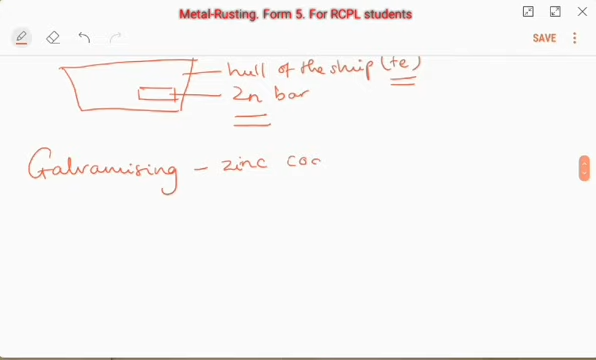 Metal-Rusting. Form 5. For RCPL students
SAVE
hull of the ship (fe)
Zn bar
Galvanising - zinc coa